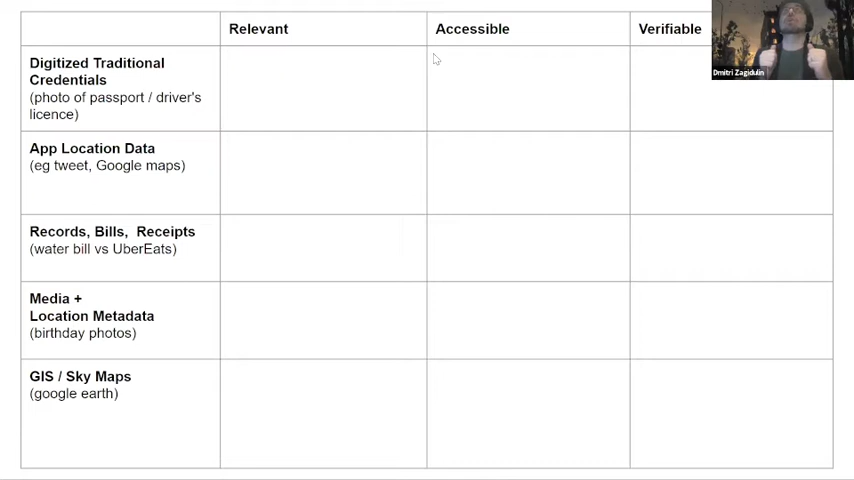 Relevant
Accessible
Verifiable
Dmitri Zagidulin
Digitized Traditional
Credentials
(photo of passport / driver's
licence)
App Location Data
(eg tweet, Google maps)
Records, Bills,  Receipts
(water bill vs UberEats)
Media +
Location Metadata
(birthday photos)
GIS / Sky Maps
(google earth)